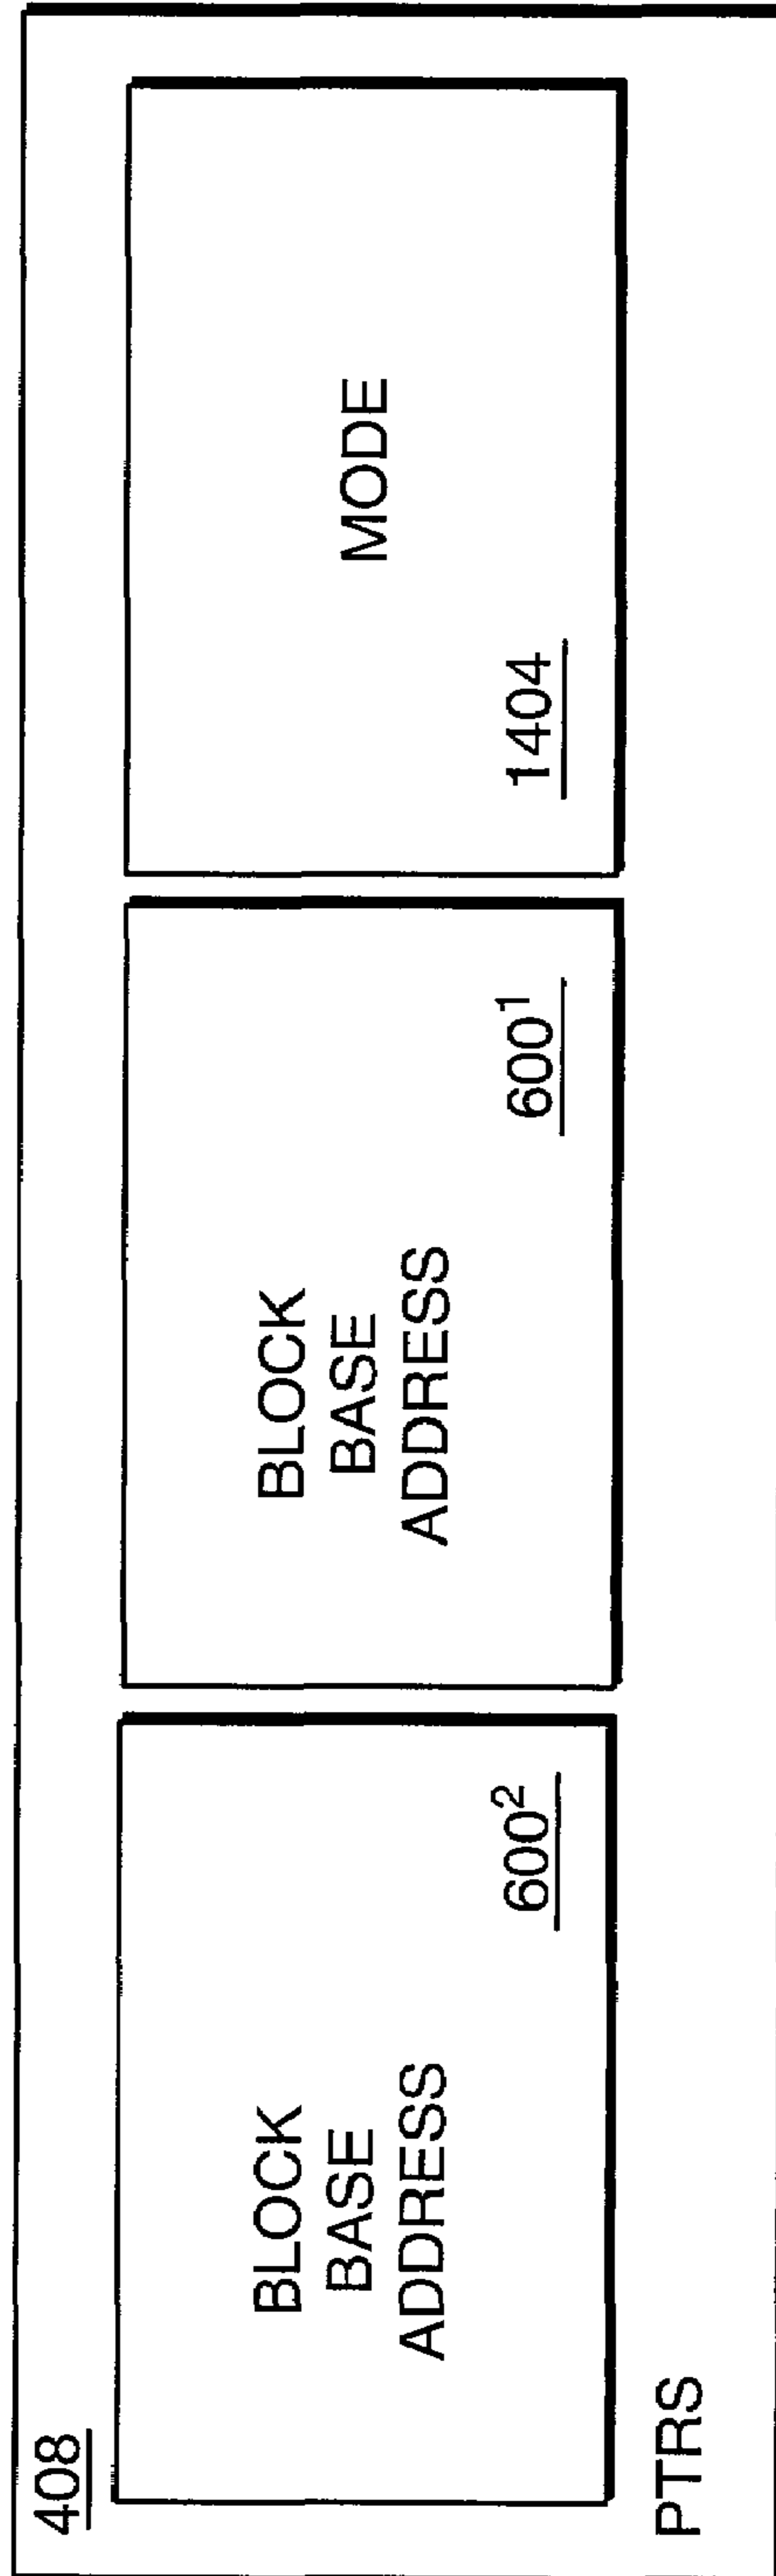 408
BLOCK
BASE
ADDRESS
600²
BLOCK
BASE
ADDRESS
600¹
MODE
1404
PTRS